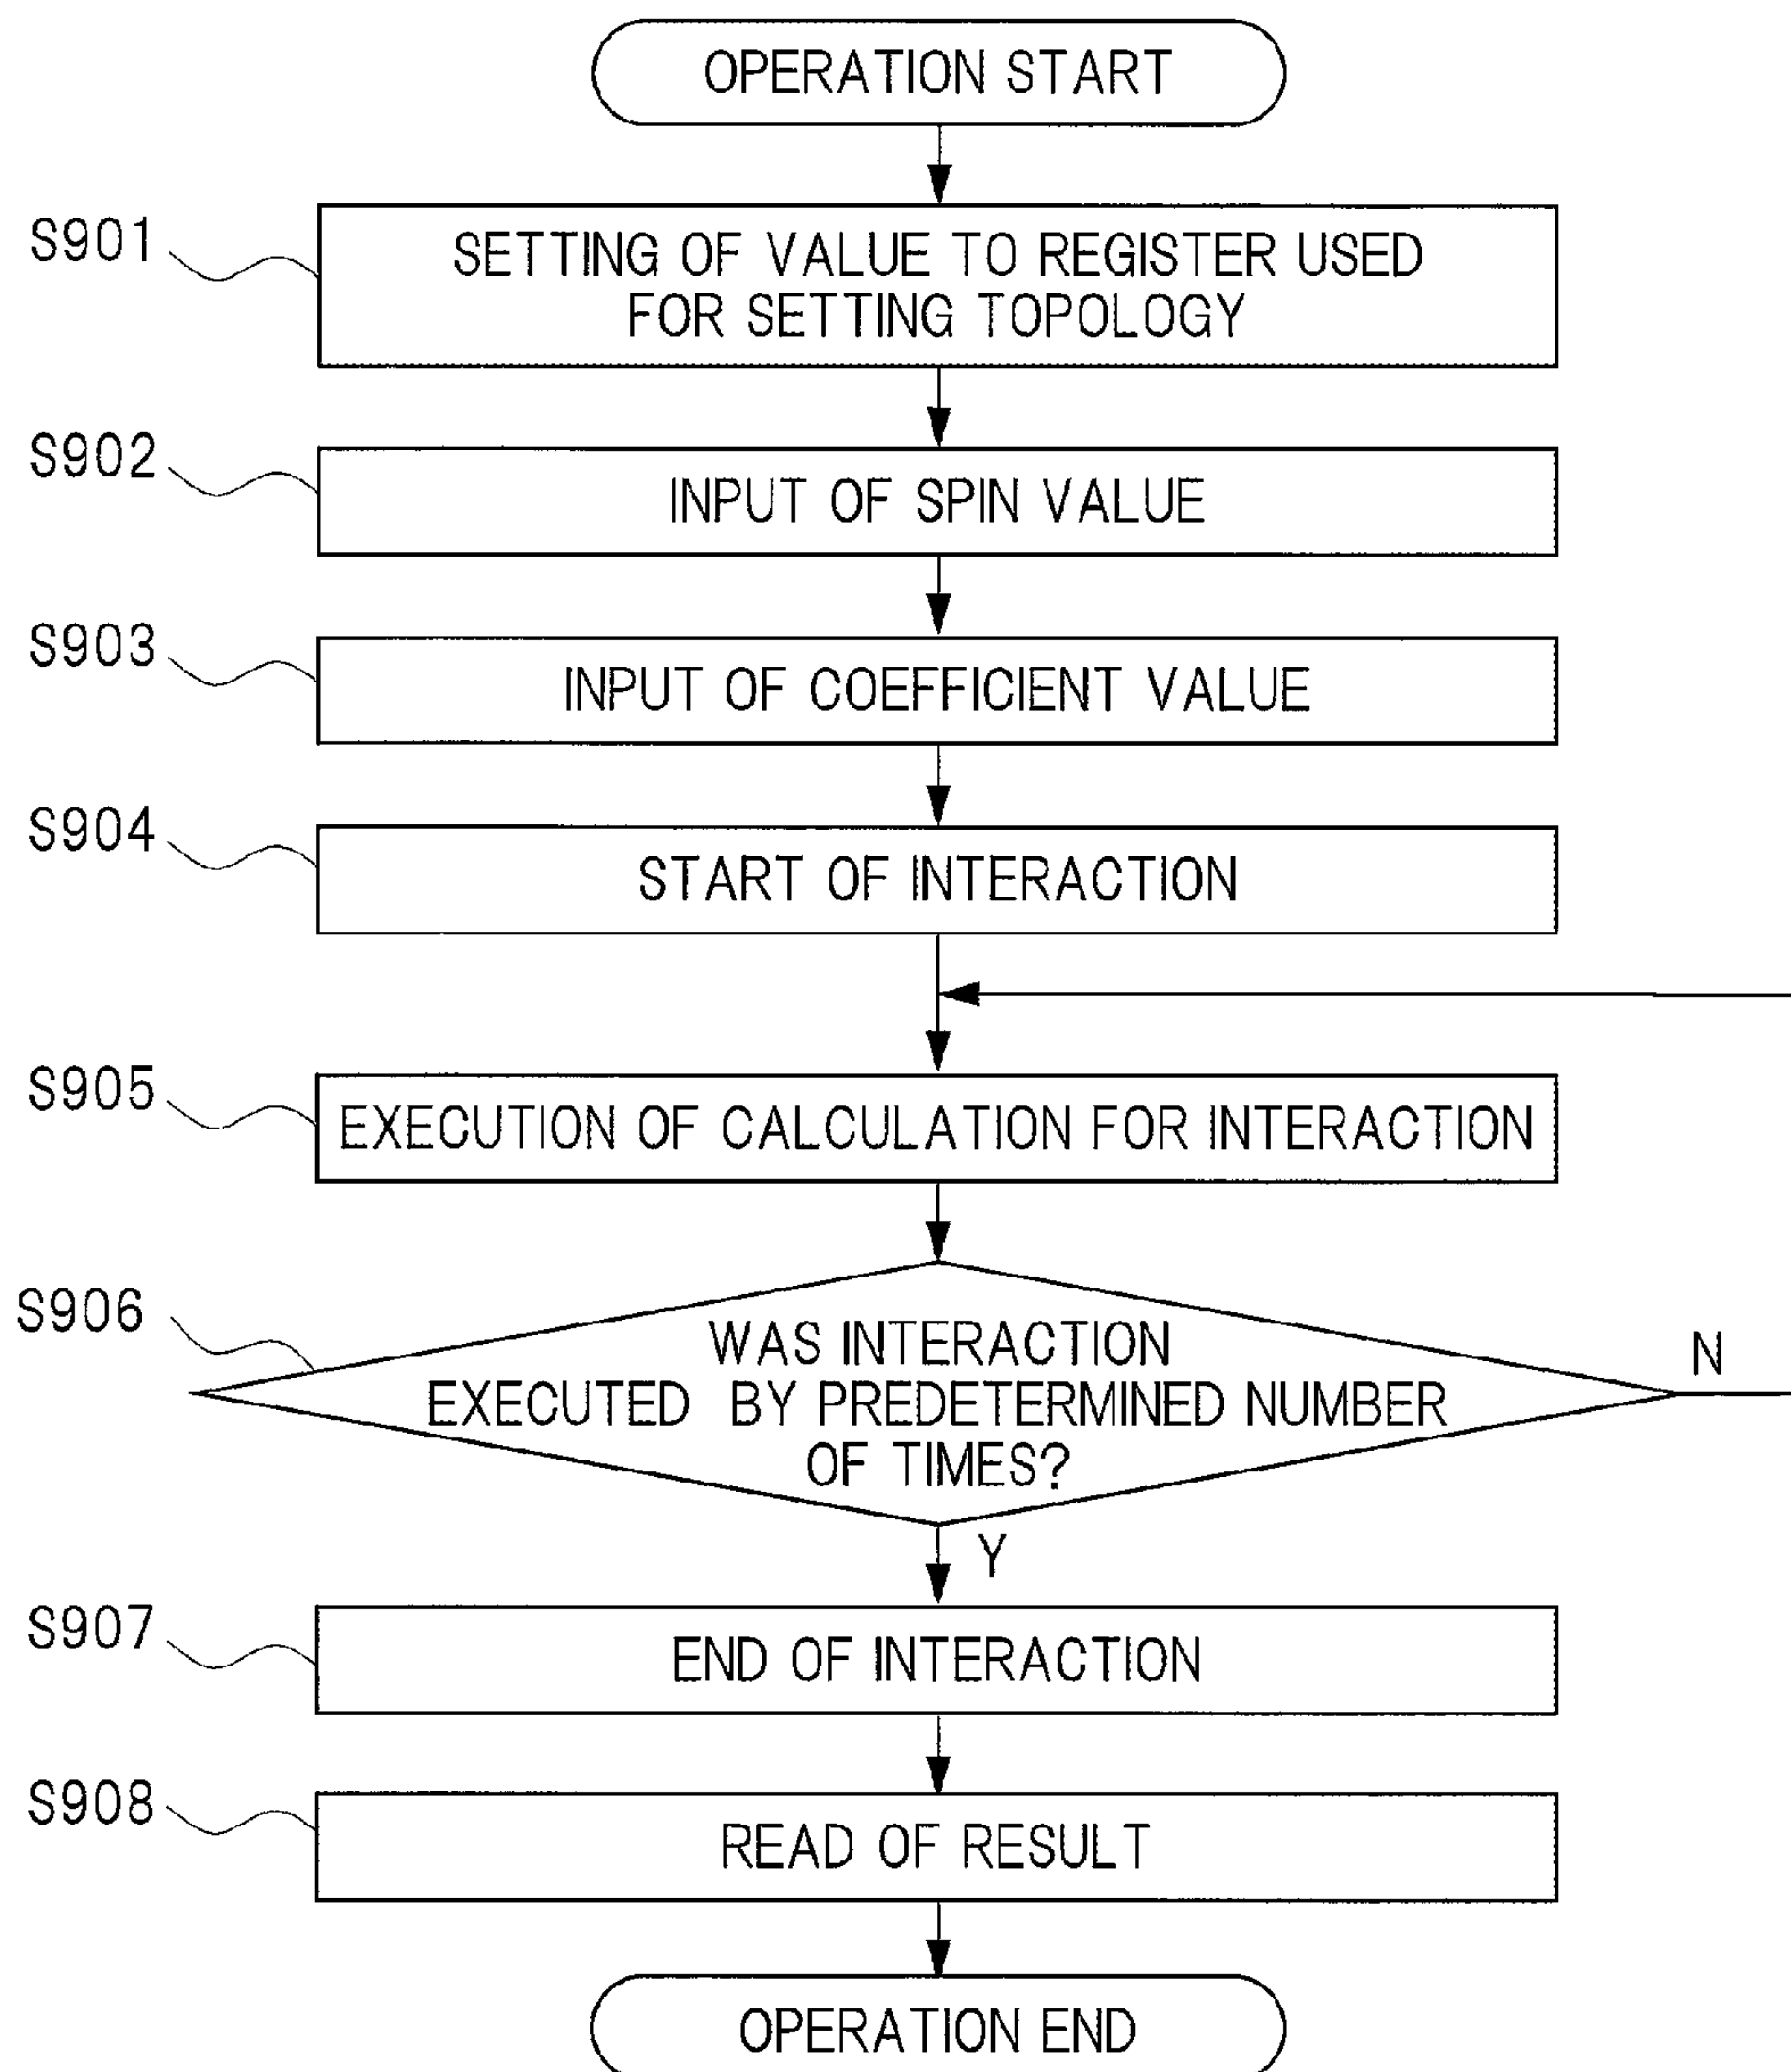 OPERATION START
S901
SETTING OF VALUE TO REGISTER USED
FOR SETTING TOPOLOGY
S902
INPUT OF SPIN VALUE
S903
INPUT OF COEFFICIENT VALUE
S904
START OF INTERACTION
S905
EXECUTION OF CALCULATION FOR INTERACTION
S906
WAS INTERACTION
EXECUTED BY PREDETERMINED NUMBER
OF TIMES?
N
Y
S907
END OF INTERACTION
S908
READ OF RESULT
OPERATION END